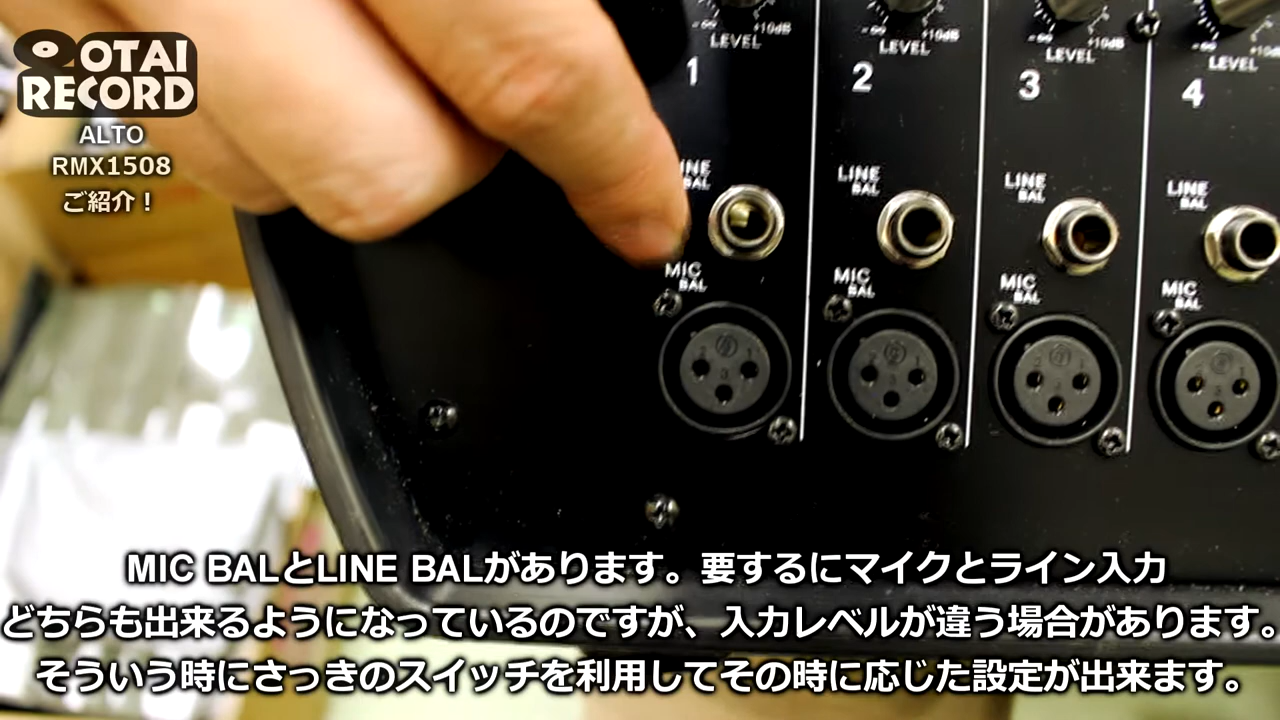 OTAI
RECORD
ALTO
RMX1508
ご紹介！
-∞ +10dB
LEVEL
1
LINE
BAL
MIC
BAL
-∞ +10dB
LEVEL
2
LINE
BAL
MIC
BAL
-∞ +10dB
LEVEL
3
LINE
BAL
MIC
BAL
-∞ +10dB
LEVEL
4
LINE
BAL
MIC
BAL
MIC BALとLINE BALがあります。要するにマイクとライン入力
どちらも出来るようになっているのですが、入力レベルが違う場合があります。
そういう時にさっきのスイッチを利用してその時に応じた設定が出来ます。